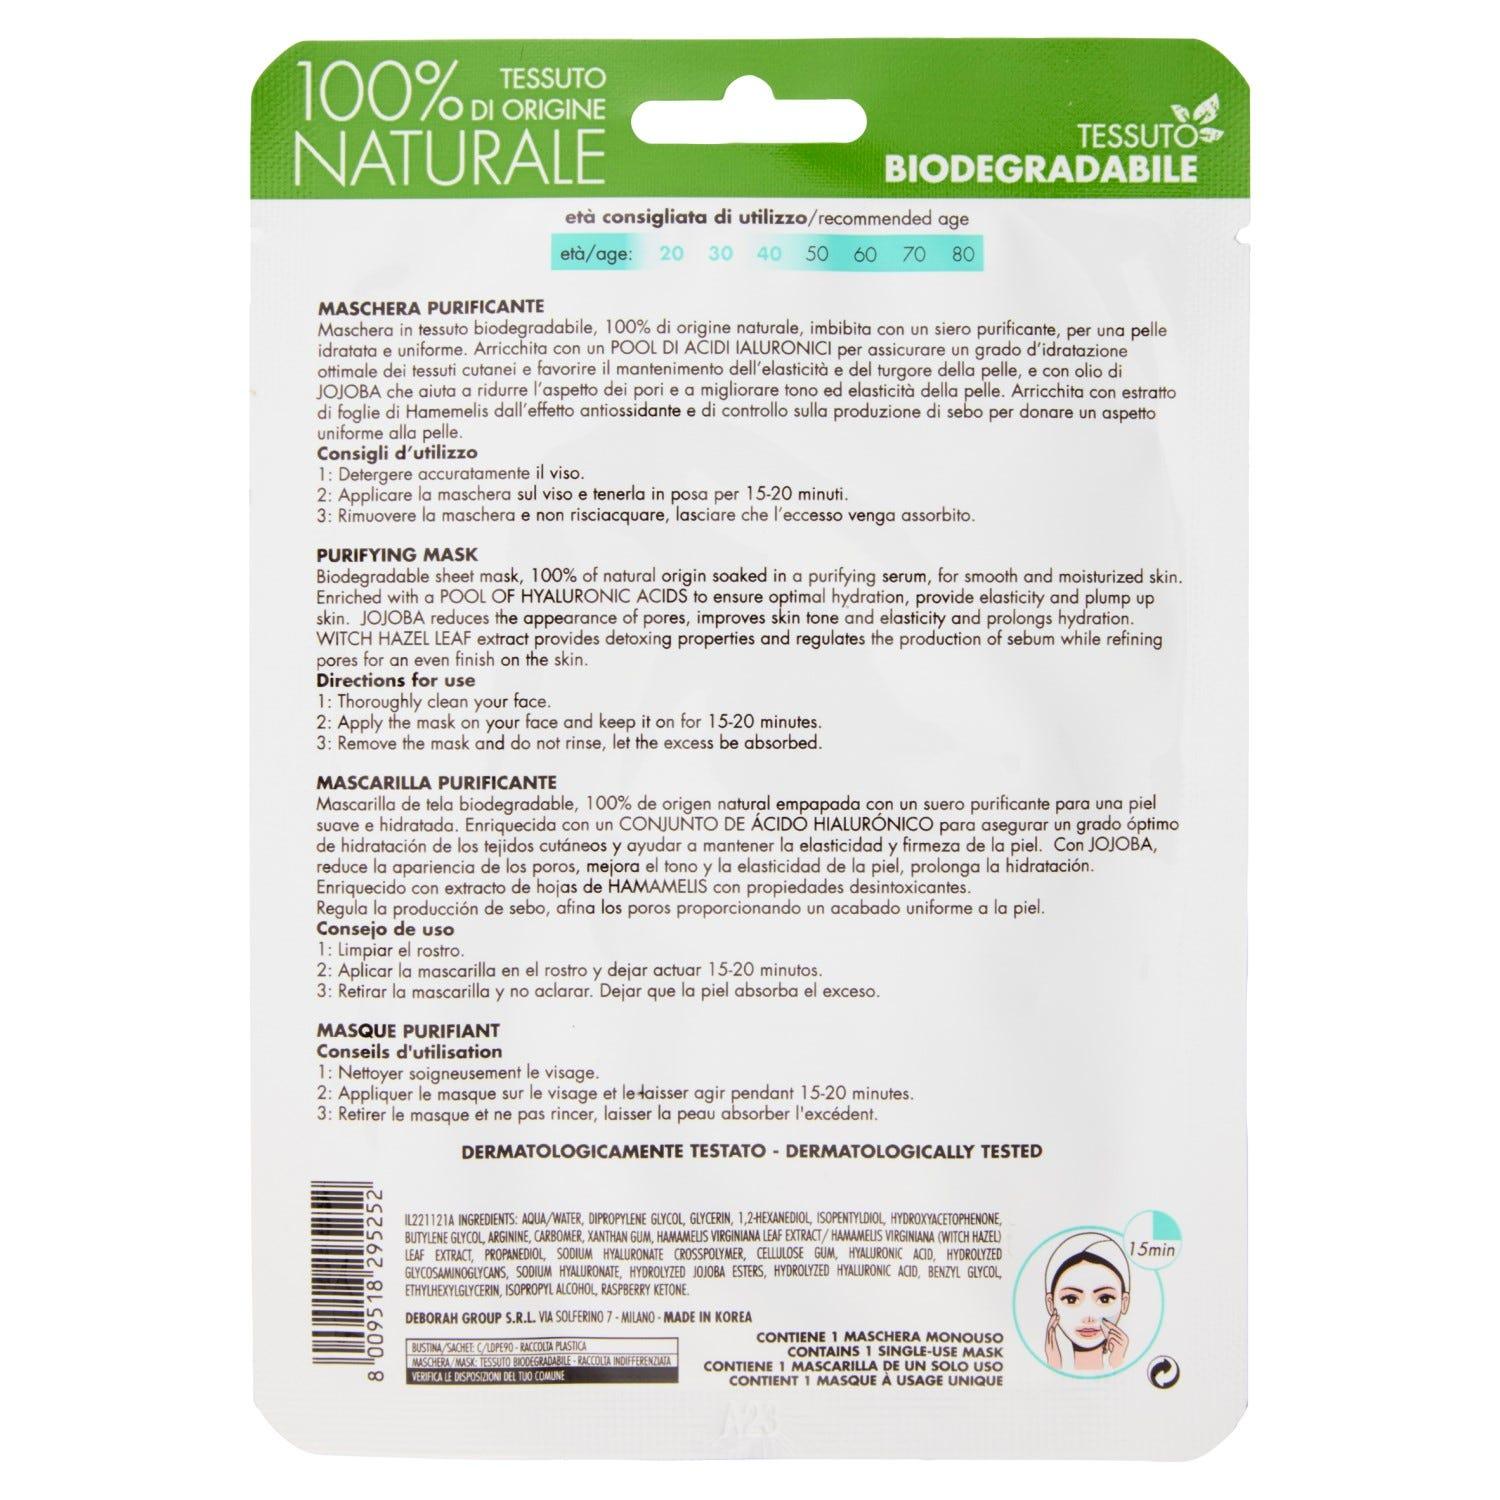 100% TESSUTO
DI ORIGINE
NATURALE
TESSUTO
BIODEGRADABILE
età consigliata di utilizzo/recommended age
età/age: 20 30 40 50 60 70 80
MASCHERA PURIFICANTE
Maschera in tessuto biodegradabile, 100% di origine naturale, imbibita con un siero purificante, per una pelle
idratata e uniforme. Arricchita con un POOL DI ACIDI IALURONICI per assicurare un grado d'idratazione
ottimale dei tessuti cutanei e favorire il mantenimento dell'elasticità e del turgore della pelle, e con olio di
JOJOBA che aiuta a ridurre l'aspetto dei pori e a migliorare tono ed elasticità della pelle. Arricchita con estratto
di foglie di Hamemelis dall'effetto antiossidante e di controllo sulla produzione di sebo per donare un aspetto
uniforme alla pelle.
Consigli d'utilizzo
1: Detergere accuratamente il viso.
2: Applicare la maschera sul viso e tenerla in posa per 15-20 minuti.
3: Rimuovere la maschera e non risciacquare, lasciare che l'eccesso venga assorbito.
PURIFYING MASK
Biodegradable sheet mask, 100% of natural origin soaked in a purifying serum, for smooth and moisturized skin.
Enriched with a POOL OF HYALURONIC ACIDS to ensure optimal hydration, provide elasticity and plump up
skin. JOJOBA reduces the appearance of pores, improves skin tone and elasticity and prolongs hydration.
WITCH HAZEL LEAF extract provides detoxing properties and regulates the production of sebum while refining
pores for an even finish on the skin.
Directions for use
1: Thoroughly clean your face.
2: Apply the mask on your face and keep it on for 15-20 minutes.
3: Remove the mask and do not rinse, let the excess be absorbed.
MASCARILLA PURIFICANTE
Mascarilla de tela biodegradable, 100% de origen natural empapada con un suero purificante para una piel
suave e hidratada. Enriquecida con un CONJUNTO DE ÁCIDO HIALURÓNICO para asegurar un grado óptimo
de hidratación de los tejidos cutáneos y ayudar a mantener la elasticidad y firmeza de la piel. Con JOJOBA,
reduce la apariencia de los poros, mejora el tono y la elasticidad de la piel, prolonga la hidratación.
Enriquecido con extracto de hojas de HAMAMELIS con propiedades desintoxicantes.
Regula la producción de sebo, afina los poros proporcionando un acabado uniforme a la piel.
Consejo de uso
1: Limpiar el rostro.
2: Aplicar la mascarilla en el rostro y dejar actuar 15-20 minutos.
3: Retirar la mascarilla y no aclarar. Dejar que la piel absorba el exceso.
MASQUE PURIFIANT
Conseils d'utilisation
1: Nettoyer soigneusement le visage.
2: Appliquer le masque sur le visage et le laisser agir pendant 15-20 minutes.
3: Retirer le masque et ne pas rincer, laisser la peau absorber l'excédent.
DERMATOLOGICAMENTE TESTATO - DERMATOLOGICALLY TESTED
8 009518 295252
IL221121A INGREDIENTS: AQUA/WATER, DIPROPYLENE GLYCOL, GLYCERIN, 1,2-HEXANEDIOL, ISOPENTYLDIOL, HYDROXYACETOPHENONE,
BUTYLENE GLYCOL, ARGININE, CARBOMER, XANTHAN GUM, HAMAMELIS VIRGINIANA LEAF EXTRACT/ HAMAMELIS VIRGINIANA (WITCH HAZEL)
LEAF EXTRACT, PROPANEDIOL, SODIUM HYALURONATE CROSSPOLYMER, CELLULOSE GUM, HYALURONIC ACID, HYDROLYZED
GLYCOSAMINOGLYCANS, SODIUM HYALURONATE, HYDROLYZED JOJOBA ESTERS, HYDROLYZED HYALURONIC ACID, BENZYL GLYCOL,
ETHYLHEXYLGLYCERIN, ISOPROPYL ALCOHOL, RASPBERRY KETONE.
DEBORAH GROUP S.R.L. VIA SOLFERINO 7 - MILANO - MADE IN KOREA
BUSTINA/SACHET: C/LDPE90 - RACCOLTA PLASTICA
MASCHERA/MASK: TESSUTO BIODEGRADABILE - RACCOLTA INDIFFERENZIATA
VERIFICA LE DISPOSIZIONI DEL TUO COMUNE
15min
CONTIENE 1 MASCHERA MONOUSO
CONTAINS 1 SINGLE-USE MASK
CONTIENE 1 MASCARILLA DE UN SOLO USO
CONTIENT 1 MASQUE À USAGE UNIQUE
A23